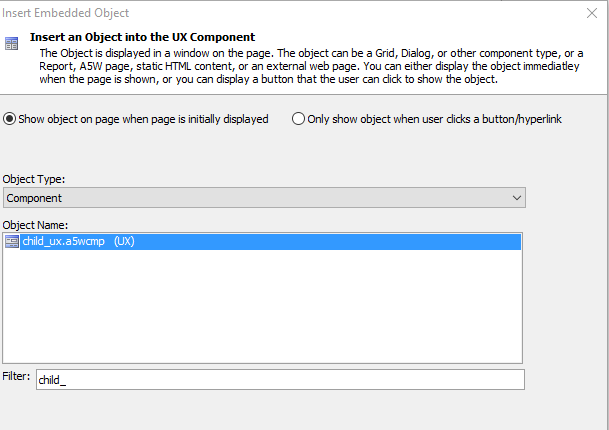 Insert Embedded Object
Insert an Object into the UX Component
The Object is displayed in a window on the page. The object can be a Grid, Dialog, or other component type, or a
Report, A5W page, static HTML content, or an external web page. You can either display the object immediatley
when the page is shown, or you can display a button that the user can click to show the object.
Show object on page when page is initially displayed
Only show object when user clicks a button/hyperlink
Object Type:
Component
Object Name:
child_ux.a5wcmp (UX)
Filter: child_